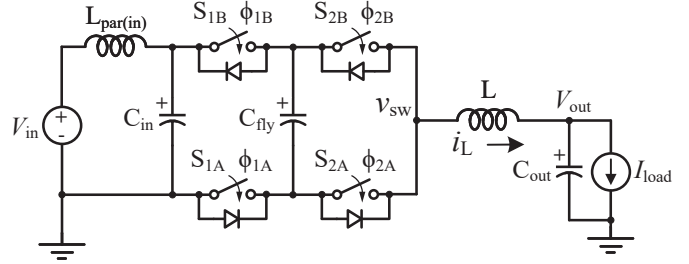 L_par(in)
S_1B ϕ_1B S_2B ϕ_2B
V_in + - C_in + C_fly + v_sw L V_out
i_L C_out + I_load
S_1A ϕ_1A S_2A ϕ_2A